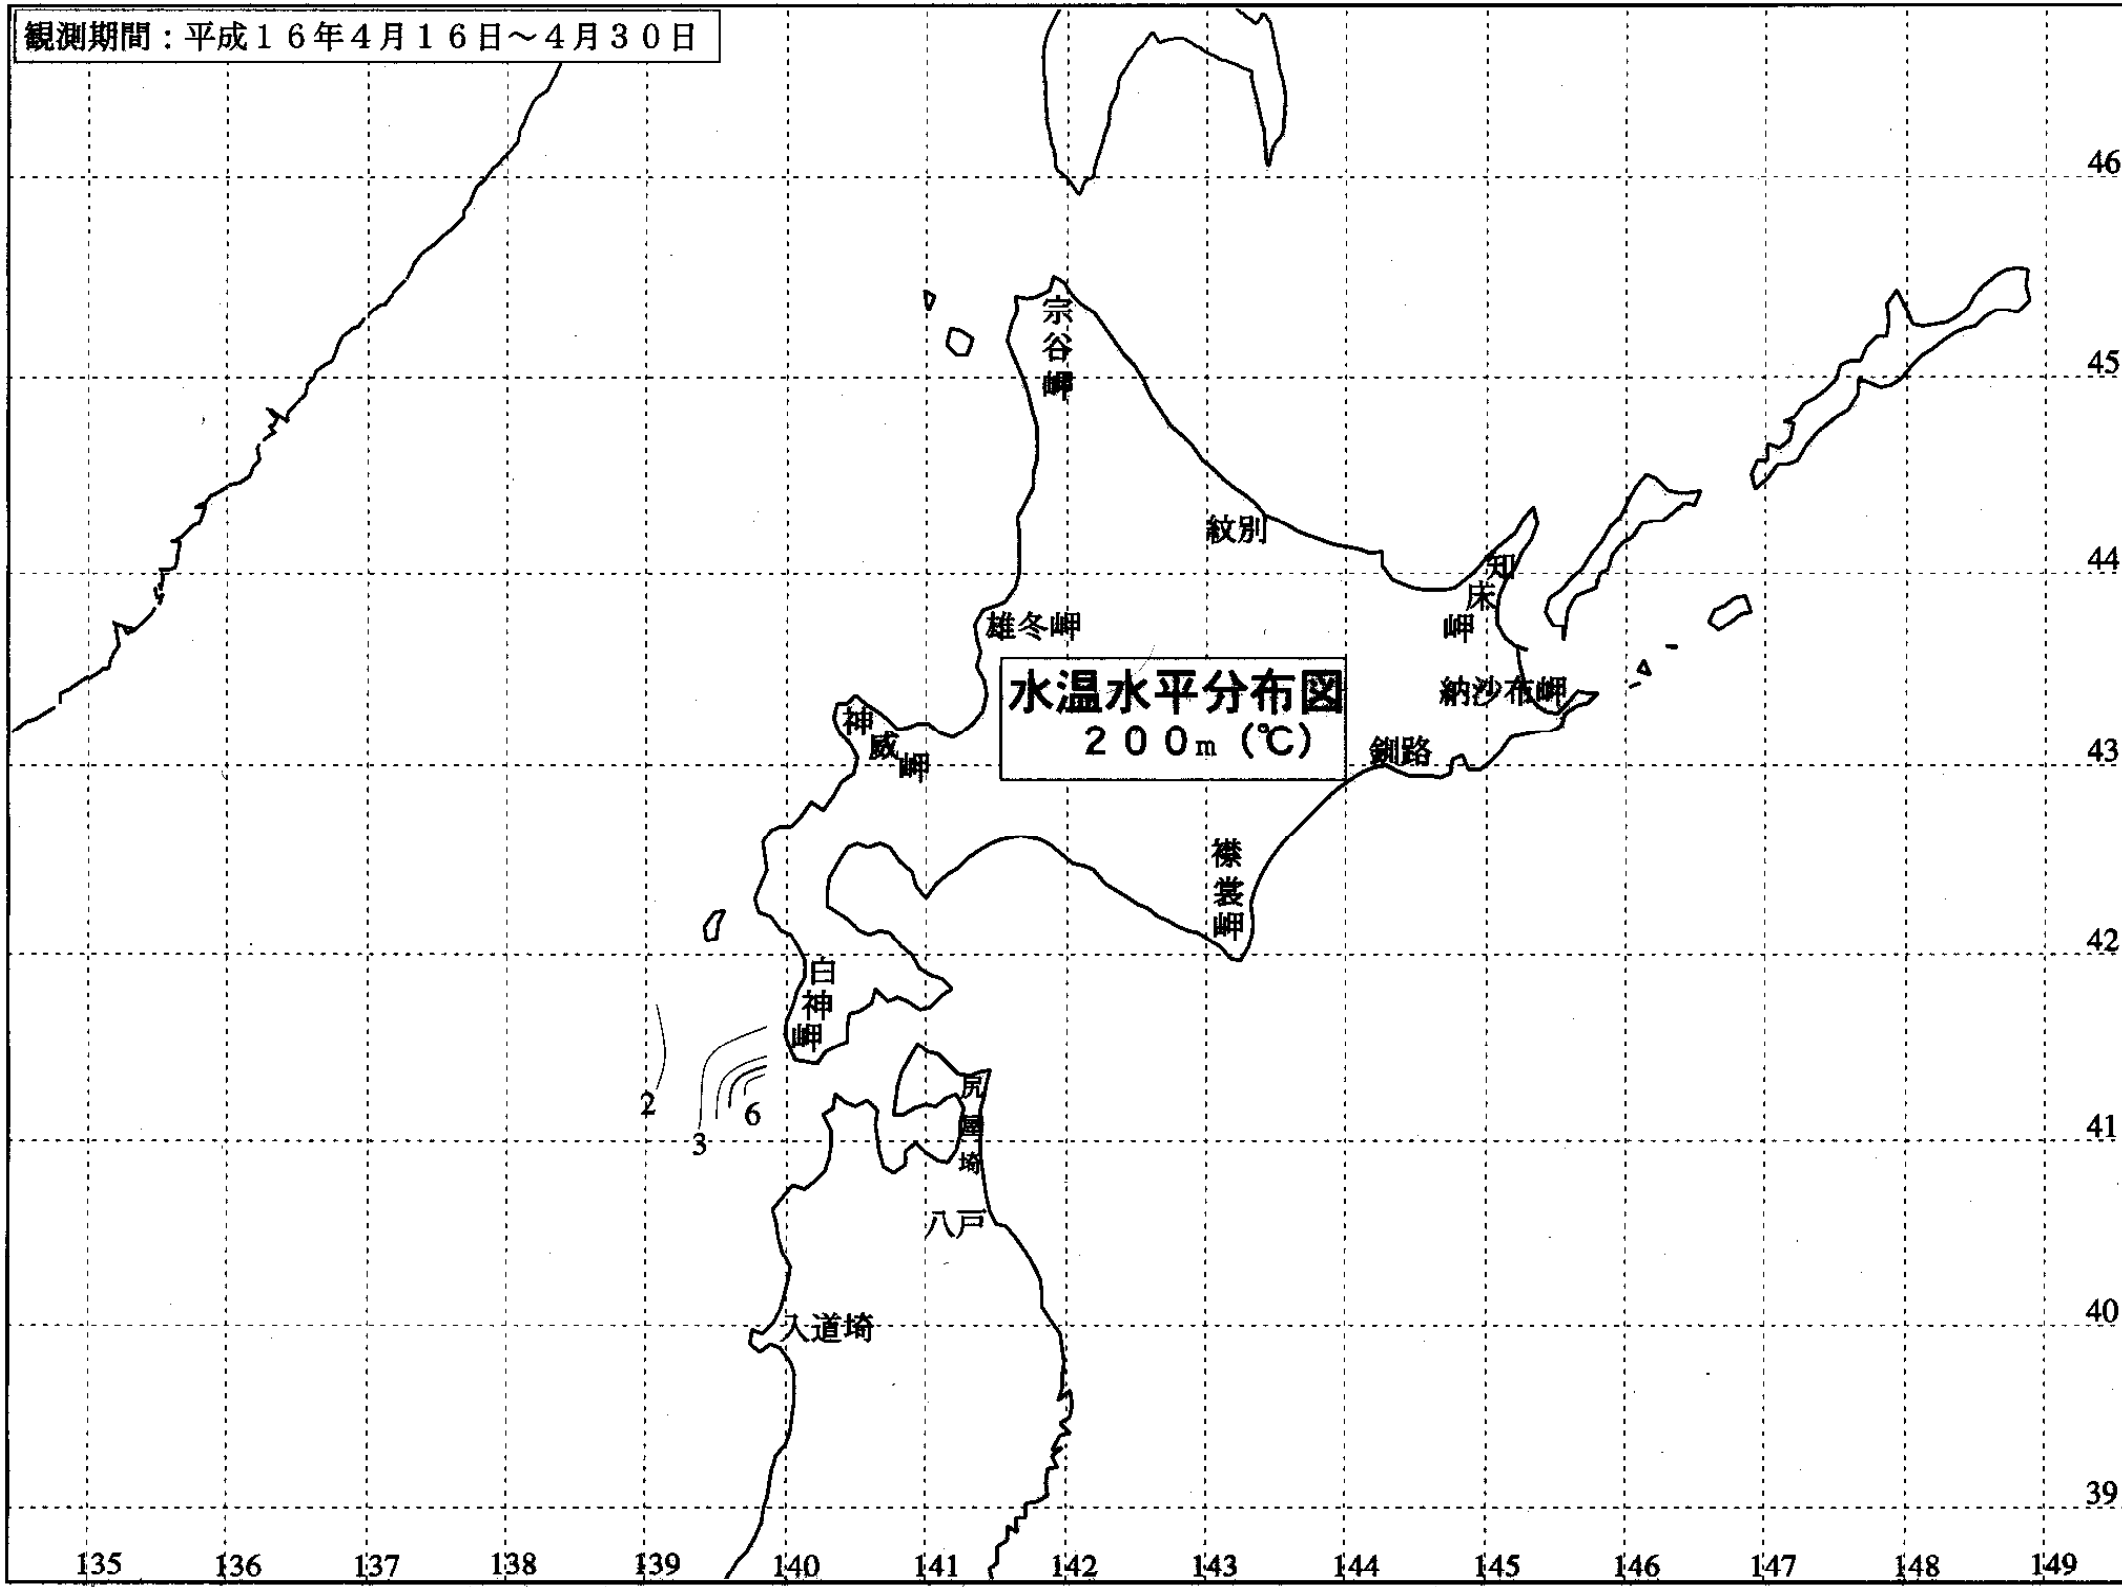 観測期間：平成１６年４月１６日～４月３０日
46
宗谷岬
45
紋別
44
知床岬
雄冬岬
水温水平分布図
２００ｍ（℃）
納沙布岬
神威岬
釧路
43
襟裳岬
42
白神岬
2
3
6
尻屋埼
41
八戸
40
入道埼
39
135 136 137 138 139 140 141 142 143 144 145 146 147 148 149